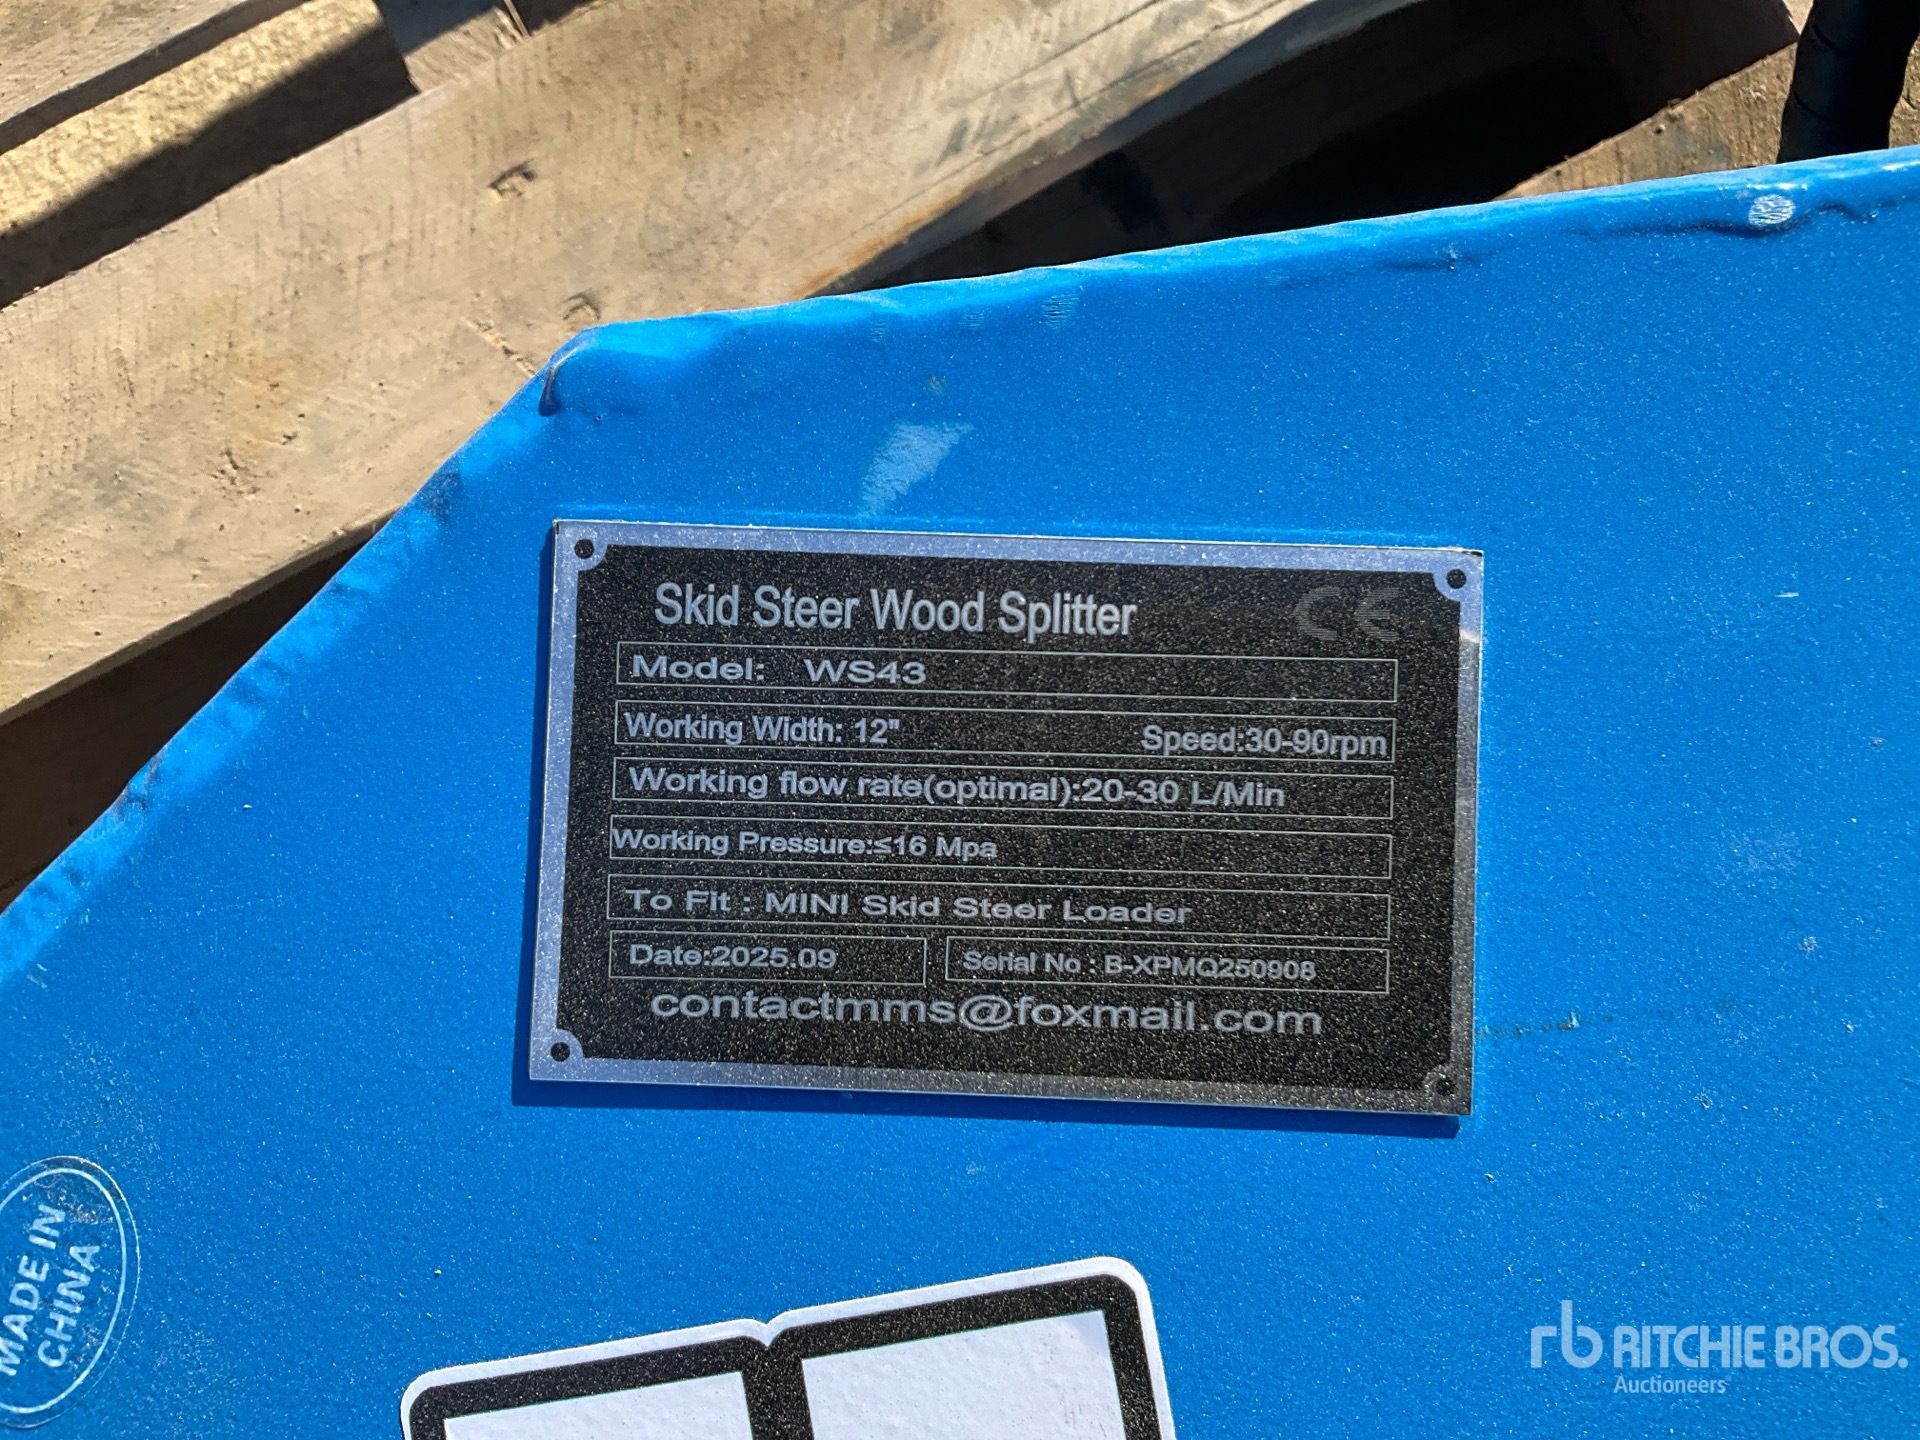 Skid Steer Wood Splitter CE
Model: WS43
Working Width: 12" Speed:30-90rpm
Working flow rate(optimal):20-30 L/Min
Working Pressure:≤16 Mpa
To Fit : MINI Skid Steer Loader
Date:2025.09 Serial No : B-XPMQ250908
contactmms@foxmail.com
MADE IN
CHINA
rb RITCHIE BROS.
Auctioneers